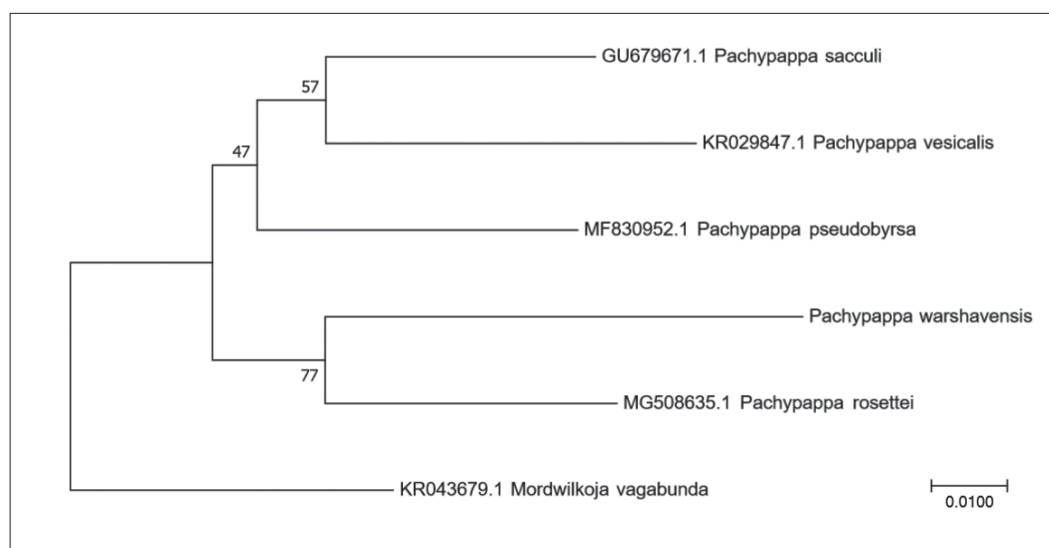 GU679671.1 Pachypappa sacculi
57
KR029847.1 Pachypappa vesicalis
47
MF830952.1 Pachypappa pseudobyrsa
Pachypappa warshavensis
77
MG508635.1 Pachypappa rosettei
KR043679.1 Mordwilkoja vagabunda
0.0100